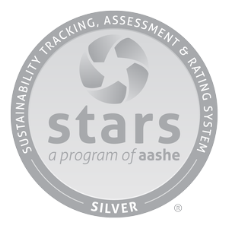 SUSTAINABILITY TRACKING, ASSESSMENT & RATING SYSTEM
stars
a program of aashe
SILVER
®